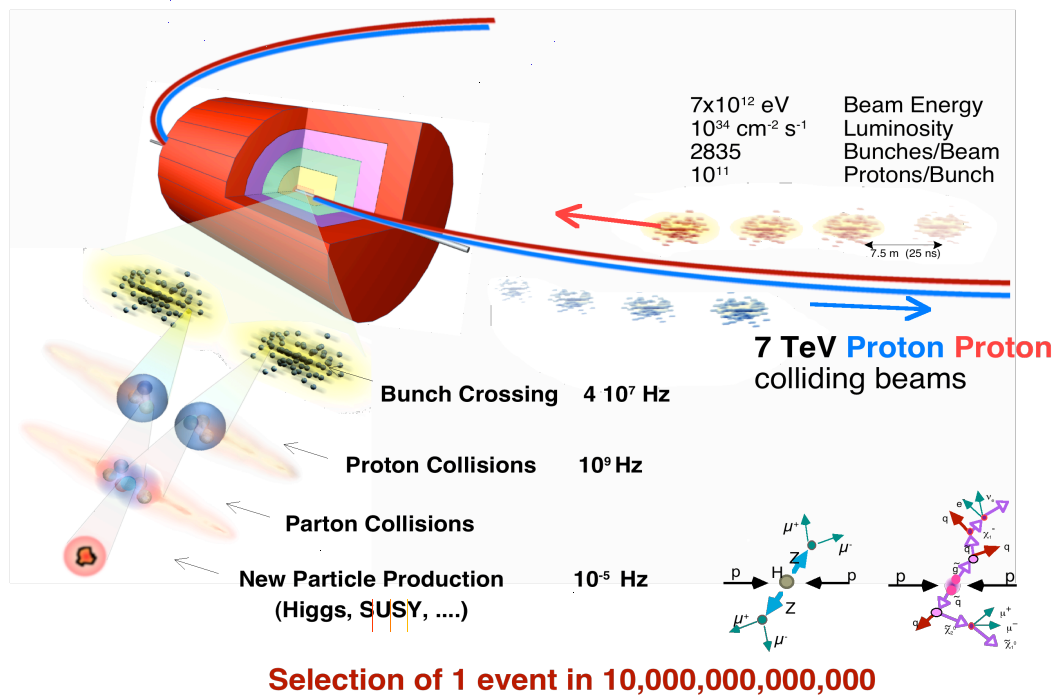 7x10¹² eV Beam Energy
10³⁴ cm⁻² s⁻¹ Luminosity
2835 Bunches/Beam
10¹¹ Protons/Bunch
7.5 m (25 ns)
7 TeV Proton Proton
colliding beams
Bunch Crossing 4 10⁷ Hz
Proton Collisions 10⁹ Hz
Parton Collisions
New Particle Production 10⁻⁵ Hz
(Higgs, SUSY, ....)
μ⁺
μ⁻
Z
H
p
p
Z
μ⁺
μ⁻
e
q
q
q̃
g̃
p
p
q̃
q
μ⁺
μ⁻
χ̃₂⁰
χ̃₁⁰
Selection of 1 event in 10,000,000,000,000